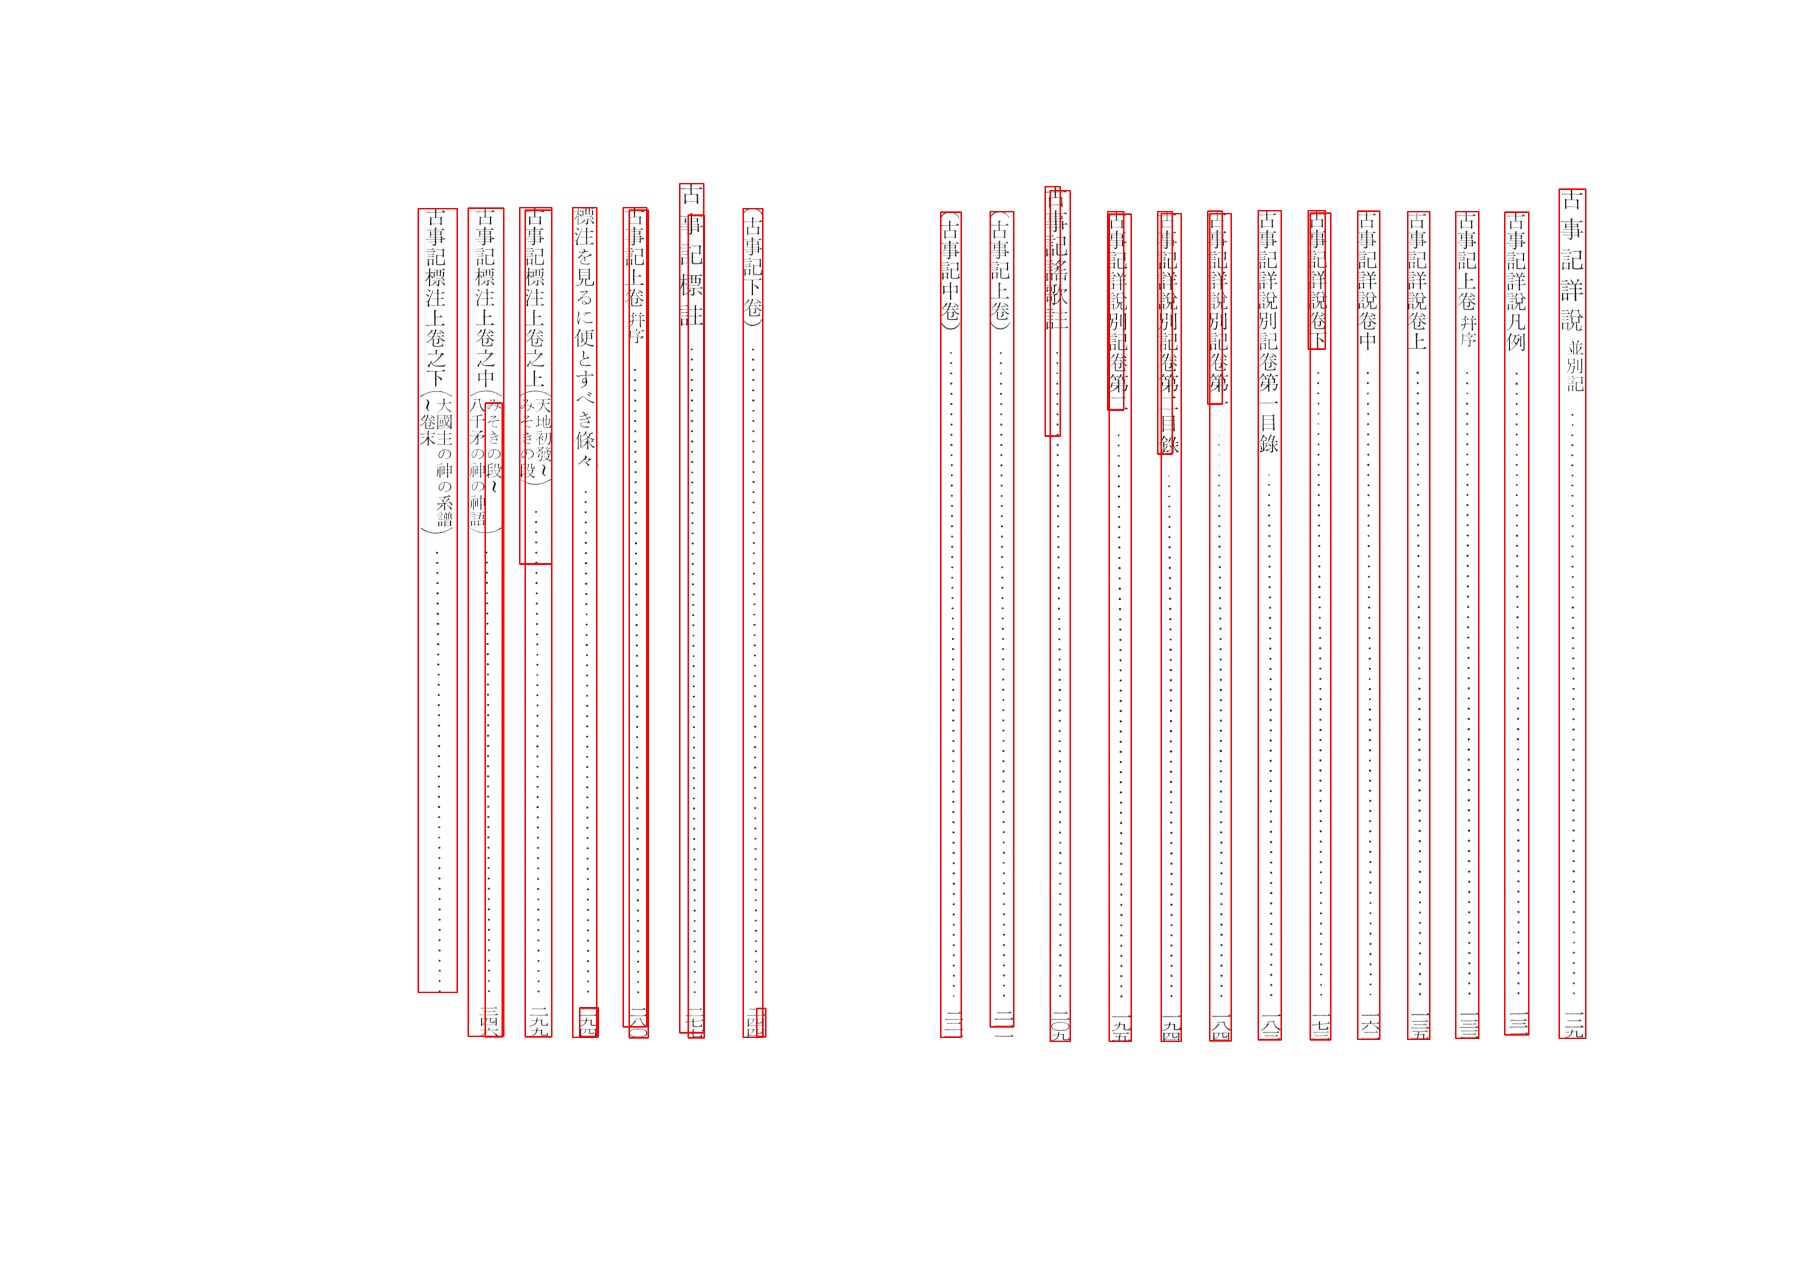 古事記詳說 並別記 …… 一二九
古事記詳說凡例 …… 一三一
古事記上卷 幷序 …… 一三三
古事記詳說卷上 …… 一三五
古事記詳說卷中 …… 一六一
古事記詳說卷下 …… 一七三
古事記詳說別記卷第一目錄 …… 一八三
古事記詳說別記卷第一 …… 一八四
古事記詳說別記卷第二目錄 …… 一九四
古事記詳說別記卷第二 …… 一九五
古事記謠歌註 …… 二〇九
(古事記上卷) …… 二一一
(古事記中卷) ……
(古事記下卷) …… 二四四
古事記標註 …… 二七七
古事記上卷 幷序 …… 二八〇
標注を見るに便とすべき條々 …… 二九四
古事記標注上卷之上(天地初發〜みそきの段) …… 二九九
古事記標注上卷之中(みそきの段〜八千矛の神の神語) …… 三四六
古事記標注上卷之下(大國主の神の系譜〜卷末) ……